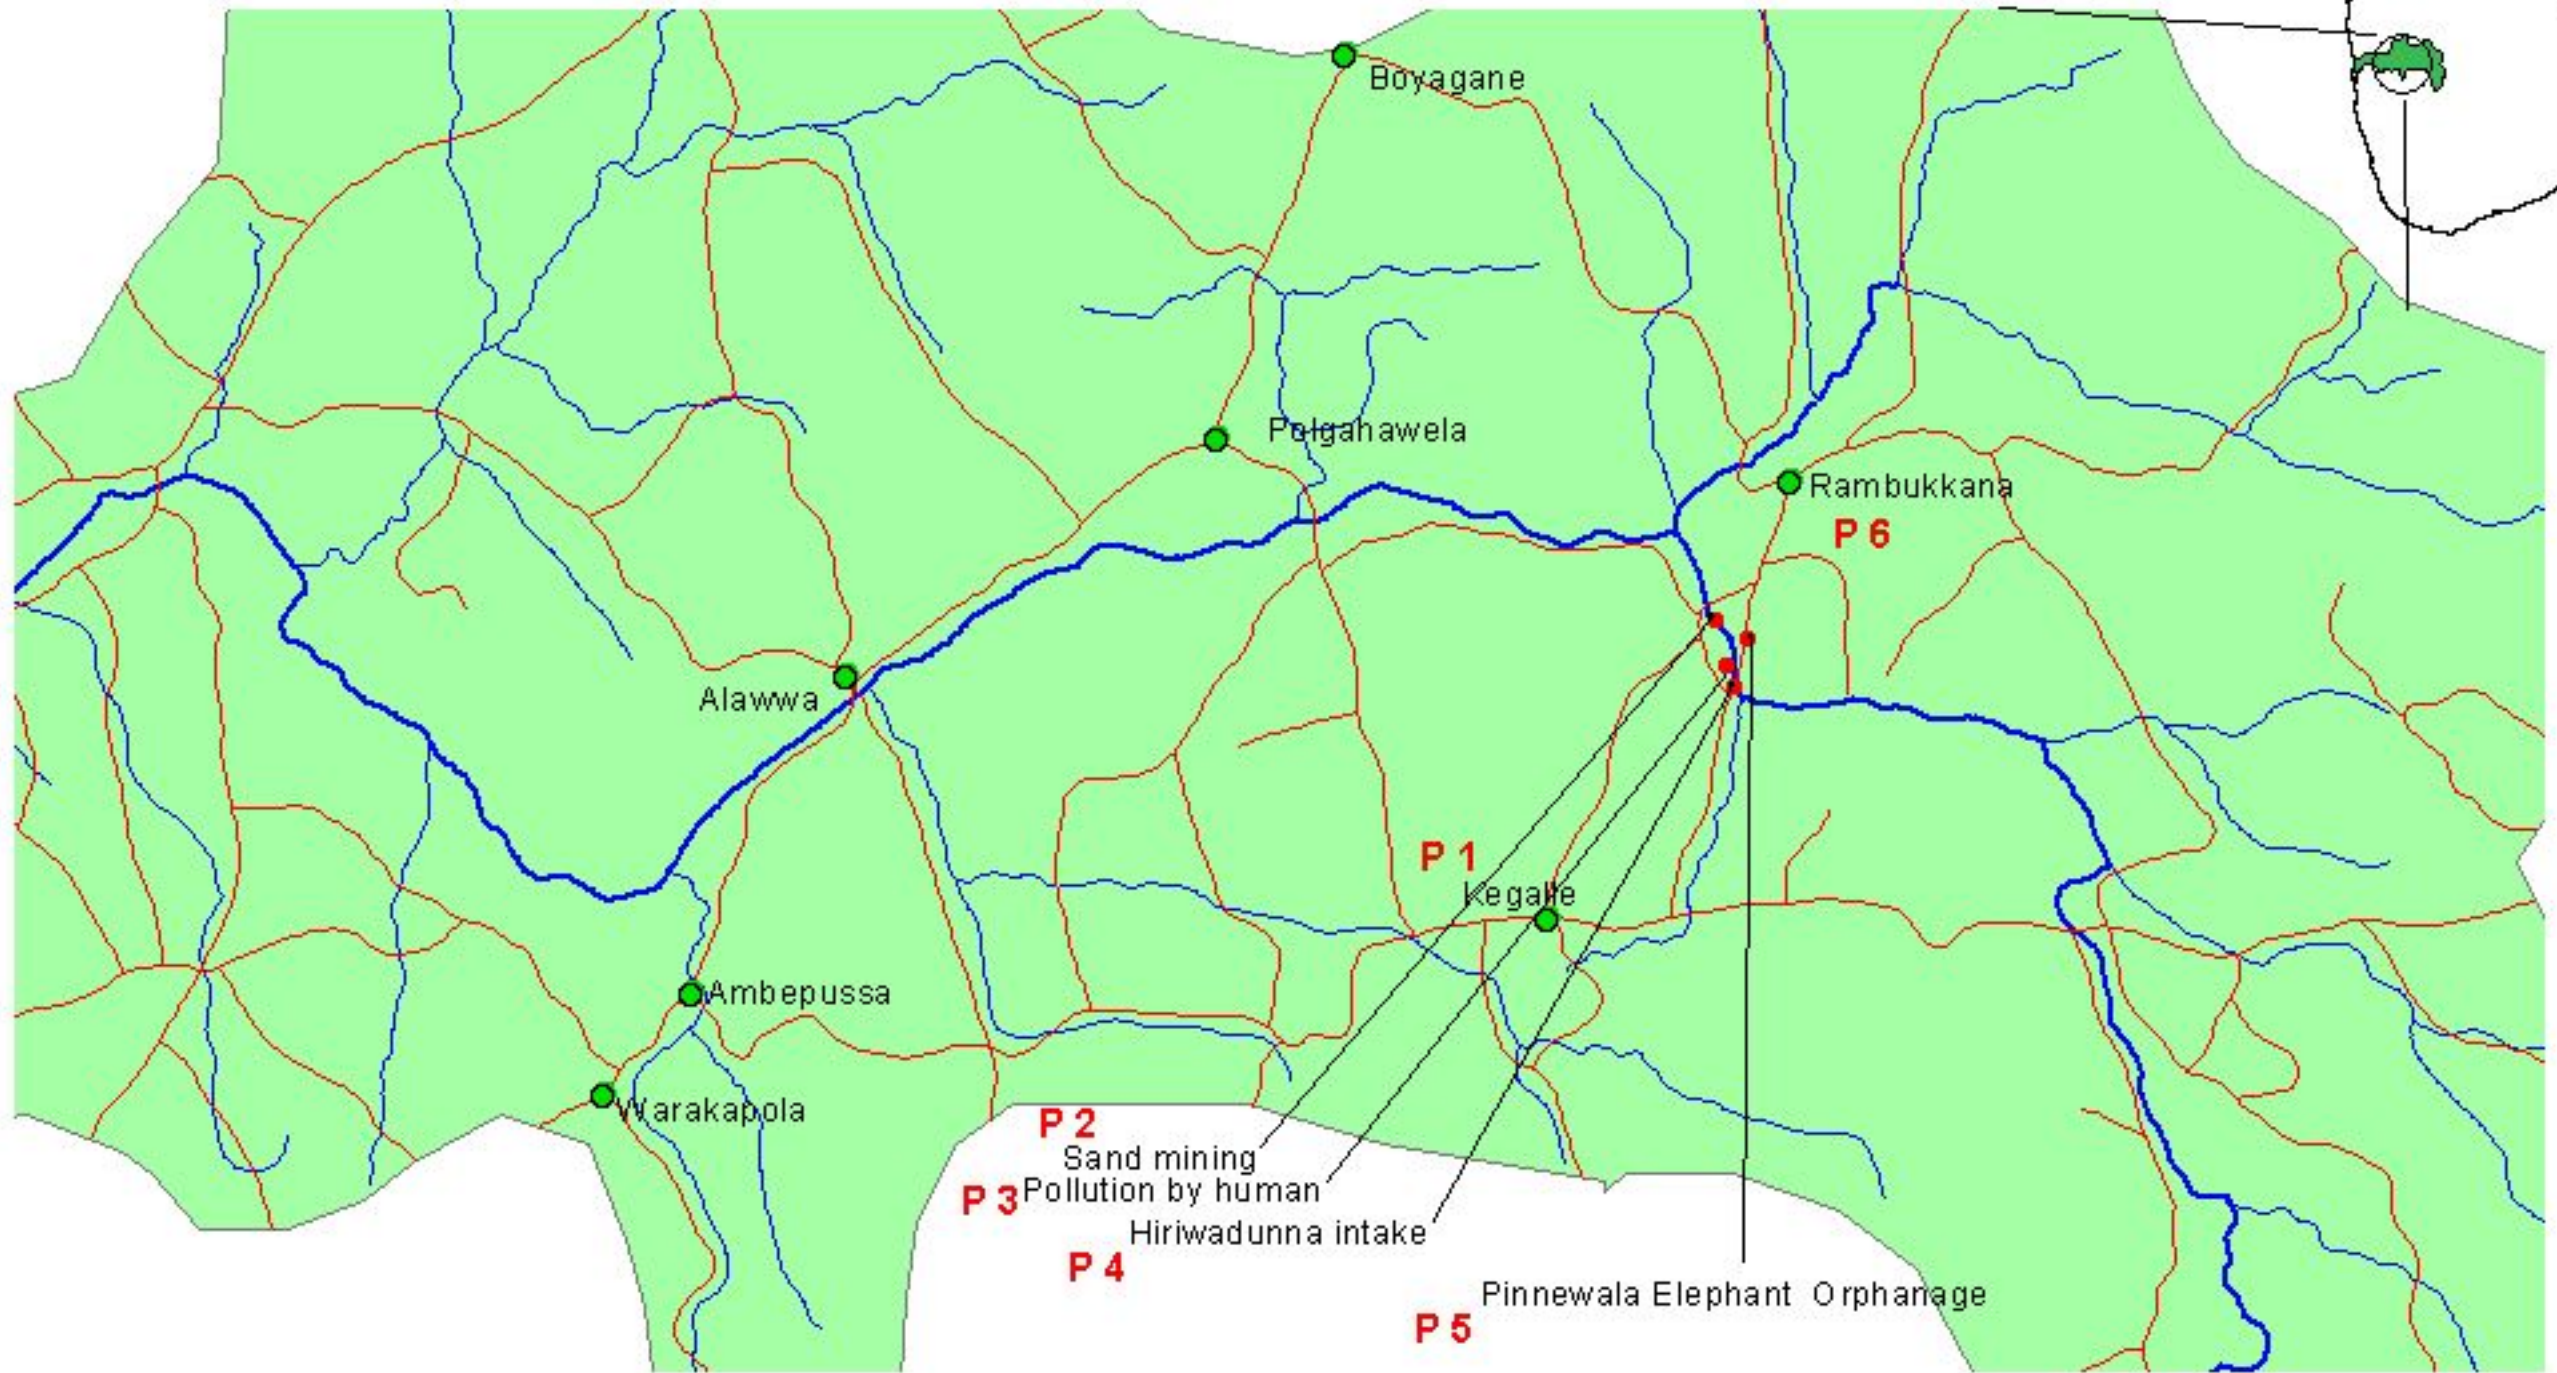 Boyagane
Polgahawela
Rambukkana
P 6
Alawwa
P 1
Kegalle
Ambepussa
Warakapola
P 2
Sand mining
P 3 Pollution by human
Hiriwadunna intake
P 4
Pinnewala Elephant Orphanage
P 5